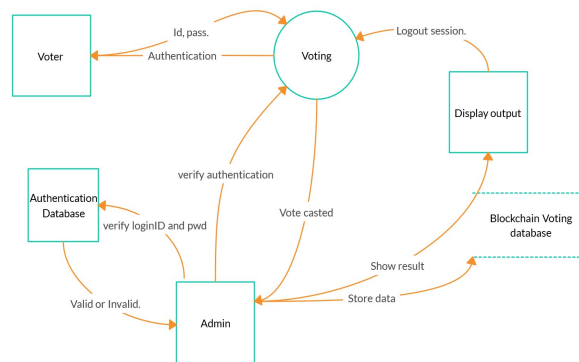 Id, pass.
Logout session.
Voter
Authentication
Voting
Display output
verify authentication
Authentication
Database
Vote casted
verify loginID and pwd
Blockchain Voting
database
Show result
Valid or Invalid.
Store data
Admin